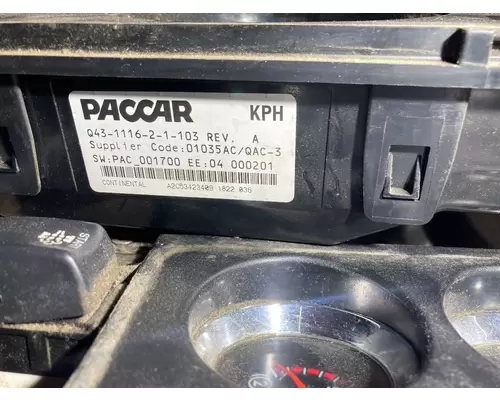 PACCAR KPH
Q43-1116-2-1-103 REV. A
Supplier Code:01035AC/QAC-3
SW:PAC_001700 EE:04 000201
CONTINENTAL A2C53423409 1822 036